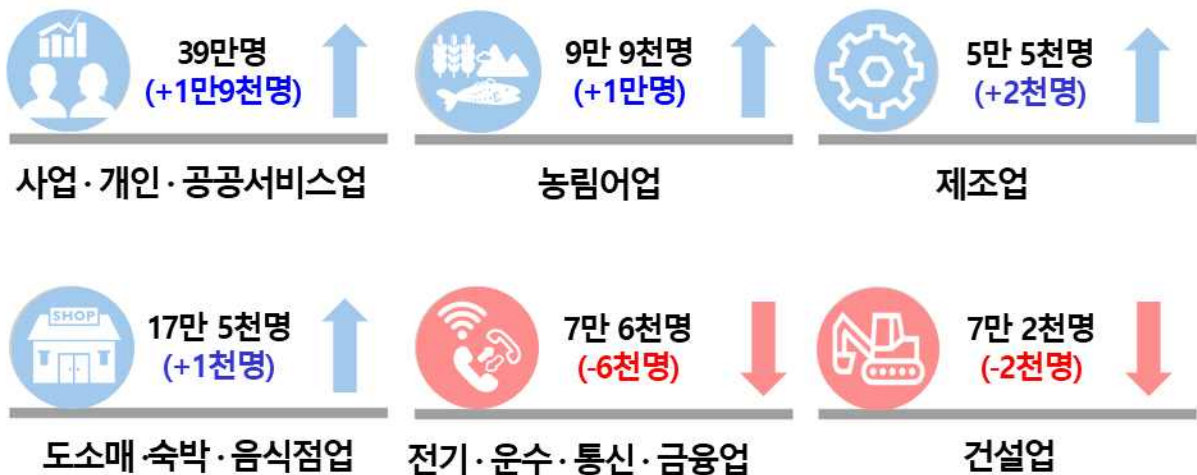 39만명
(+1만9천명)
사업·개인·공공서비스업
9만 9천명
(+1만명)
농림어업
5만 5천명
(+2천명)
제조업
SHOP
17만 5천명
(+1천명)
도소매·숙박·음식점업
7만 6천명
(-6천명)
전기·운수·통신·금융업
7만 2천명
(-2천명)
건설업